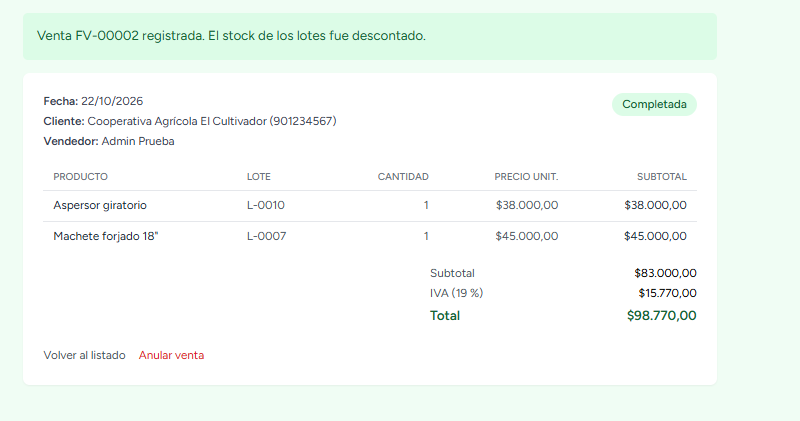 Venta FV-00002 registrada. El stock de los lotes fue descontado.
Fecha: 22/10/2026
Completada
Cliente: Cooperativa Agrícola El Cultivador (901234567)
Vendedor: Admin Prueba
PRODUCTO LOTE CANTIDAD PRECIO UNIT. SUBTOTAL
Aspersor giratorio L-0010 1 $38.000,00 $38.000,00
Machete forjado 18" L-0007 1 $45.000,00 $45.000,00
Subtotal $83.000,00
IVA (19 %) $15.770,00
Total $98.770,00
Volver al listado Anular venta